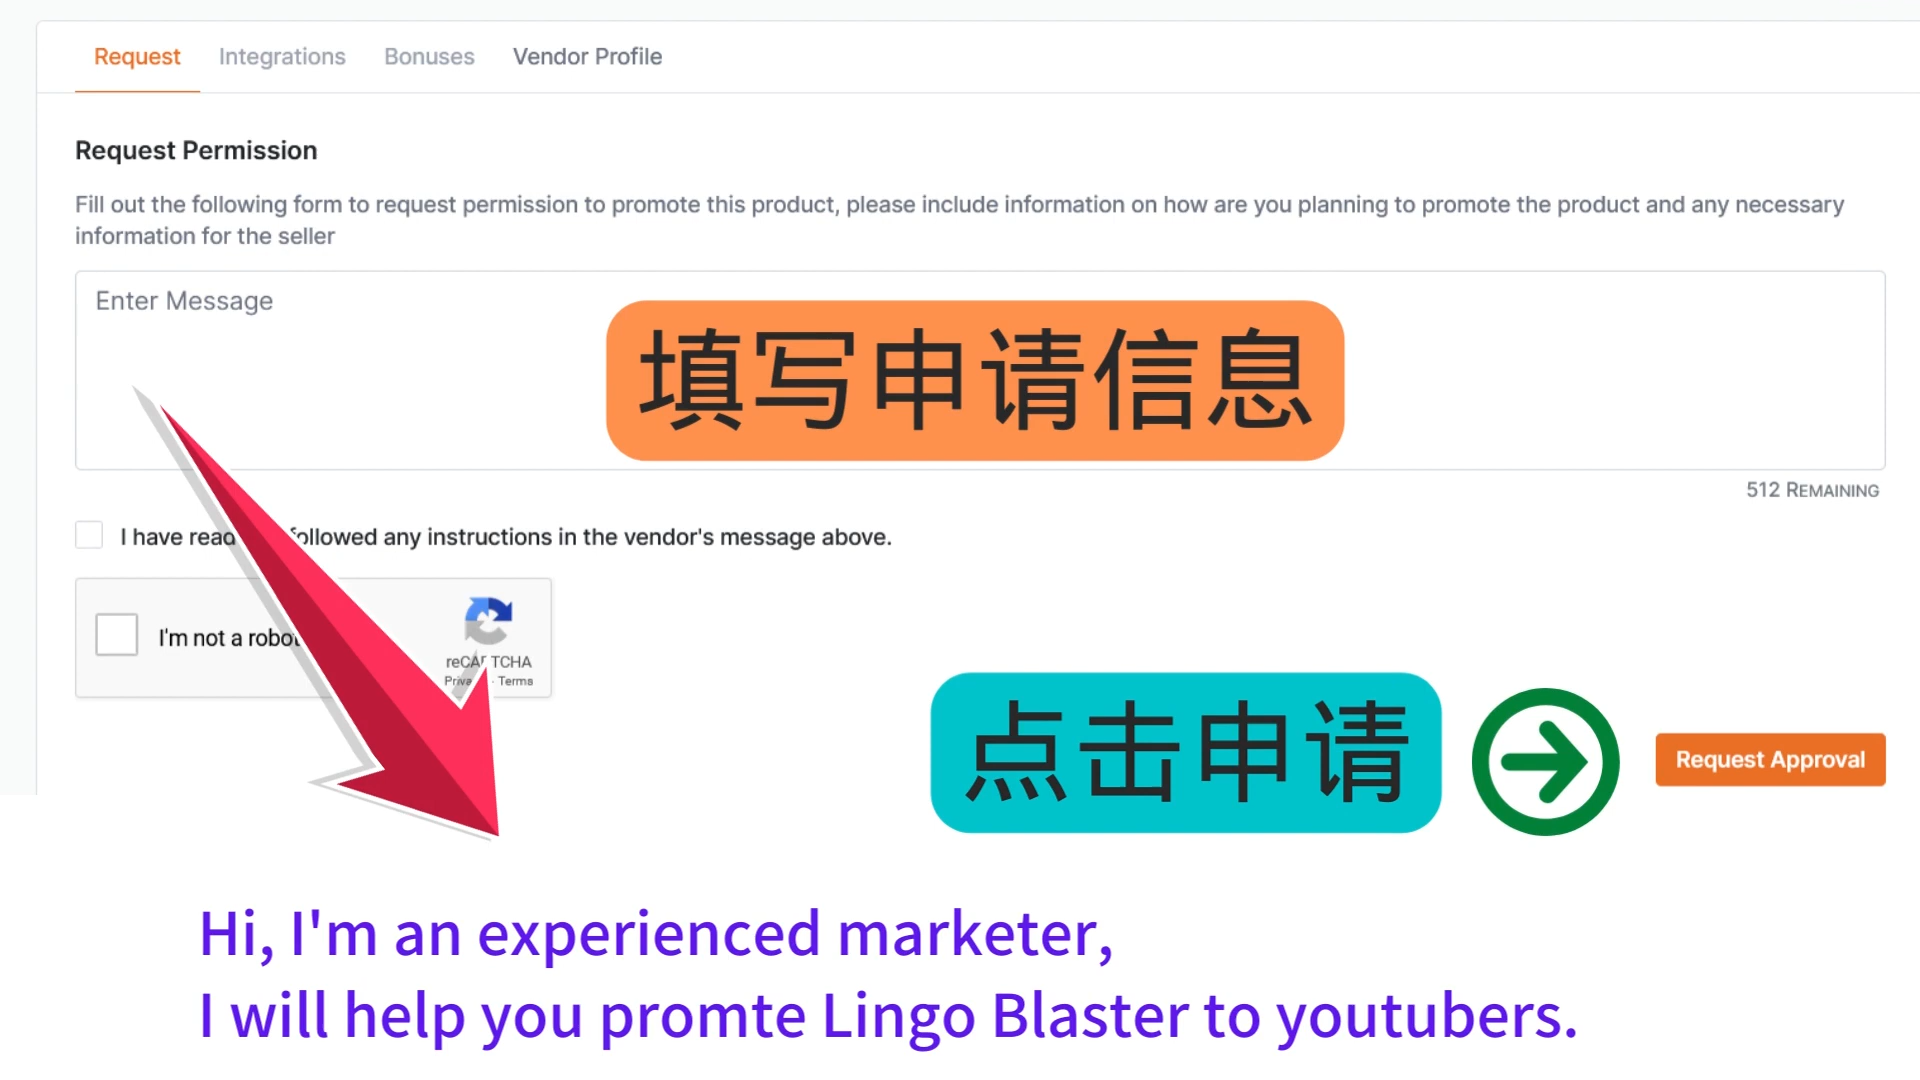 Request Integrations Bonuses Vendor Profile
Request Permission
Fill out the following form to request permission to promote this product, please include information on how are you planning to promote the product and any necessary
information for the seller
Enter Message
填写申请信息
512 REMAINING
I have read followed any instructions in the vendor's message above.
I'm not a robot
reCAPTCHA
Privacy · Terms
点击申请
Request Approval
Hi, I'm an experienced marketer,
I will help you promte Lingo Blaster to youtubers.